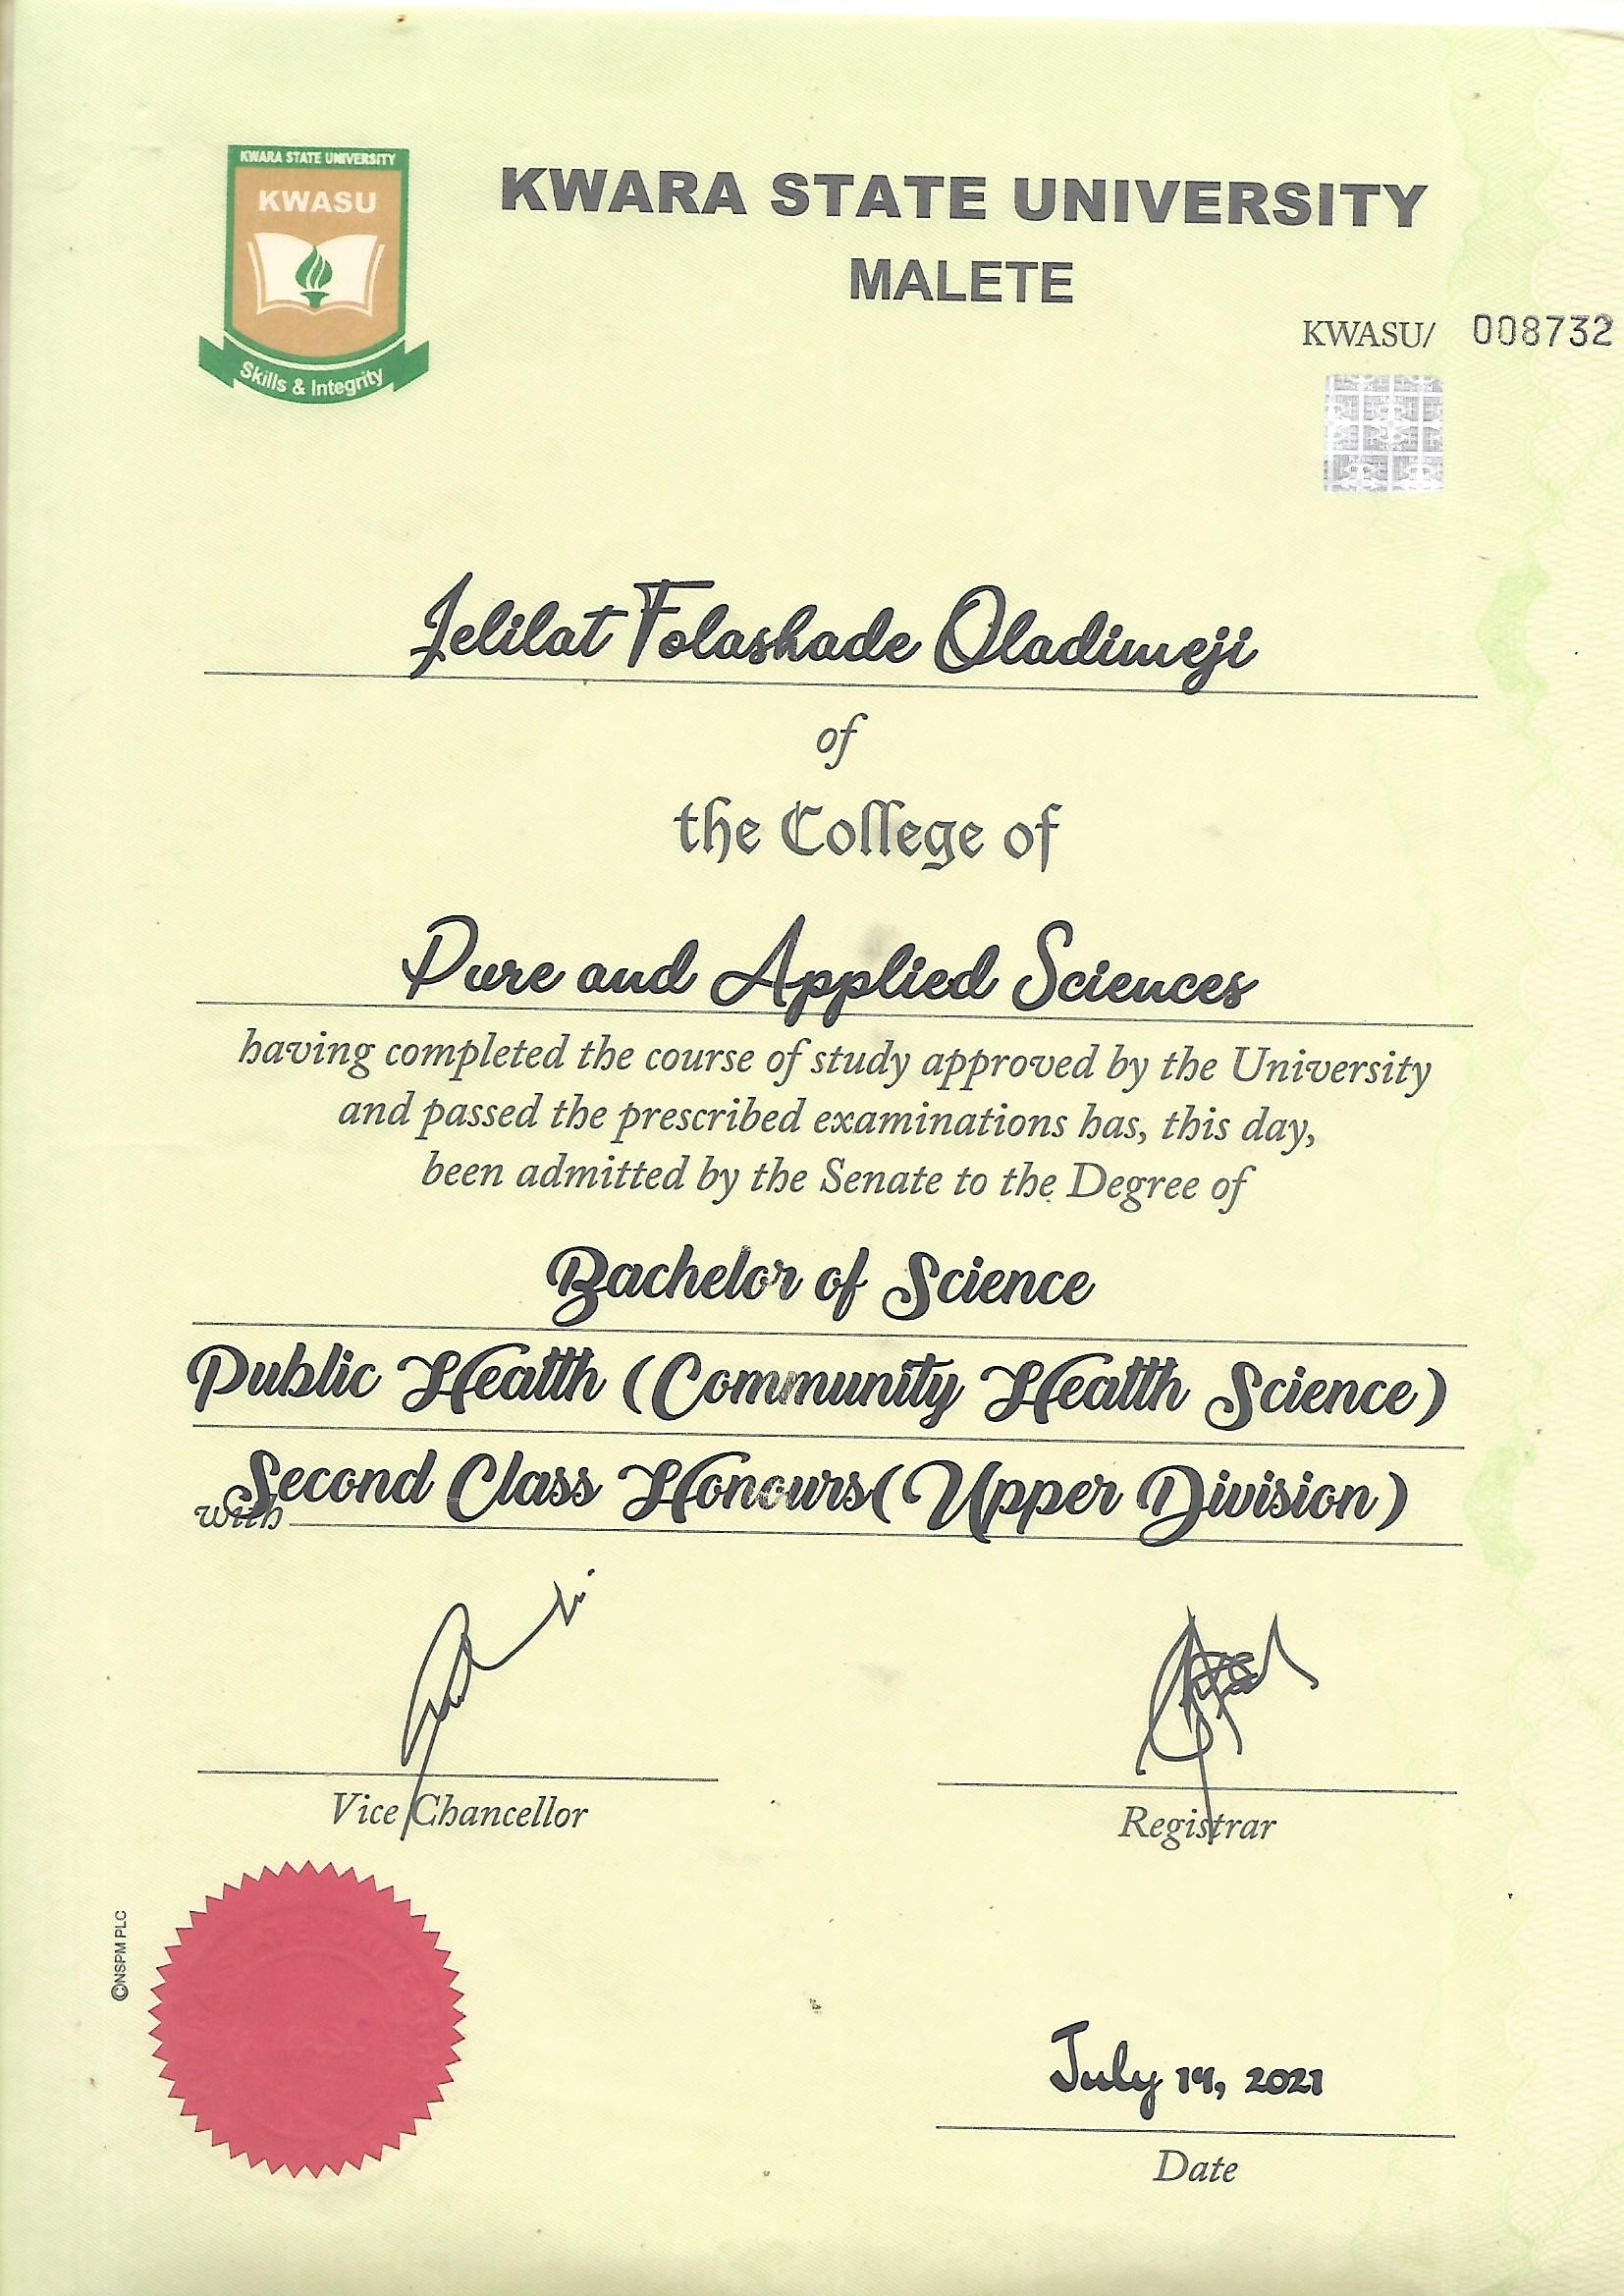 KWARA STATE UNIVERSITY
KWASU
Skills & Integrity
KWARA STATE UNIVERSITY
MALETE
KWASU/ 008732
Jelilat Folashade Oladimeji
of
the College of
Pure and Applied Sciences
having completed the course of study approved by the University
and passed the prescribed examinations has, this day,
been admitted by the Senate to the Degree of
Bachelor of Science
Public Health (Community Health Science)
with Second Class Honours(Upper Division)
Vice Chancellor
Registrar
©NSPM PLC
July 14, 2021
Date